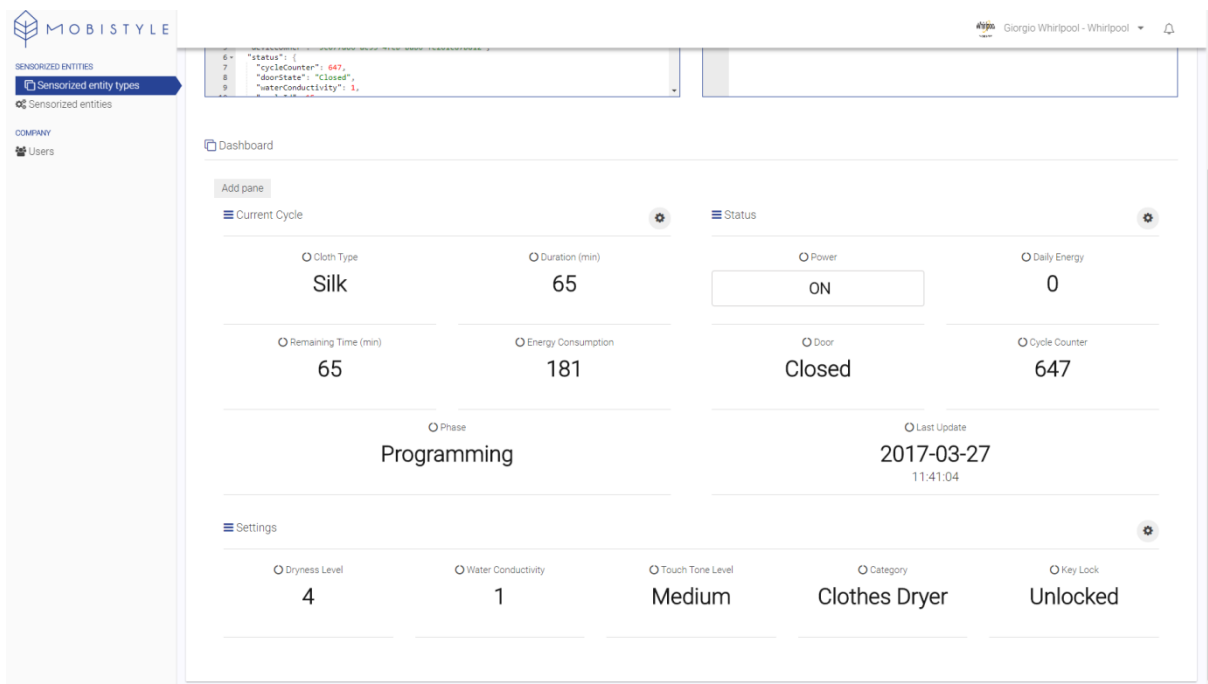 MOBISTYLE
Giorgio Whirlpool - Whirlpool
SENSORIZED ENTITIES
Sensorized entity types
Sensorized entities
COMPANY
Users
6 "status": {
7 "cycleCounter": 647,
8 "doorState": "Closed",
9 "waterConductivity": 1,
Dashboard
Add pane
Current Cycle
Status
Cloth Type
Duration (min)
Power
Daily Energy
Silk
65
ON
0
Remaining Time (min)
Energy Consumption
Door
Cycle Counter
65
181
Closed
647
Phase
Last Update
Programming
2017-03-27
11:41:04
Settings
Dryness Level
Water Conductivity
Touch Tone Level
Category
Key Lock
4
1
Medium
Clothes Dryer
Unlocked